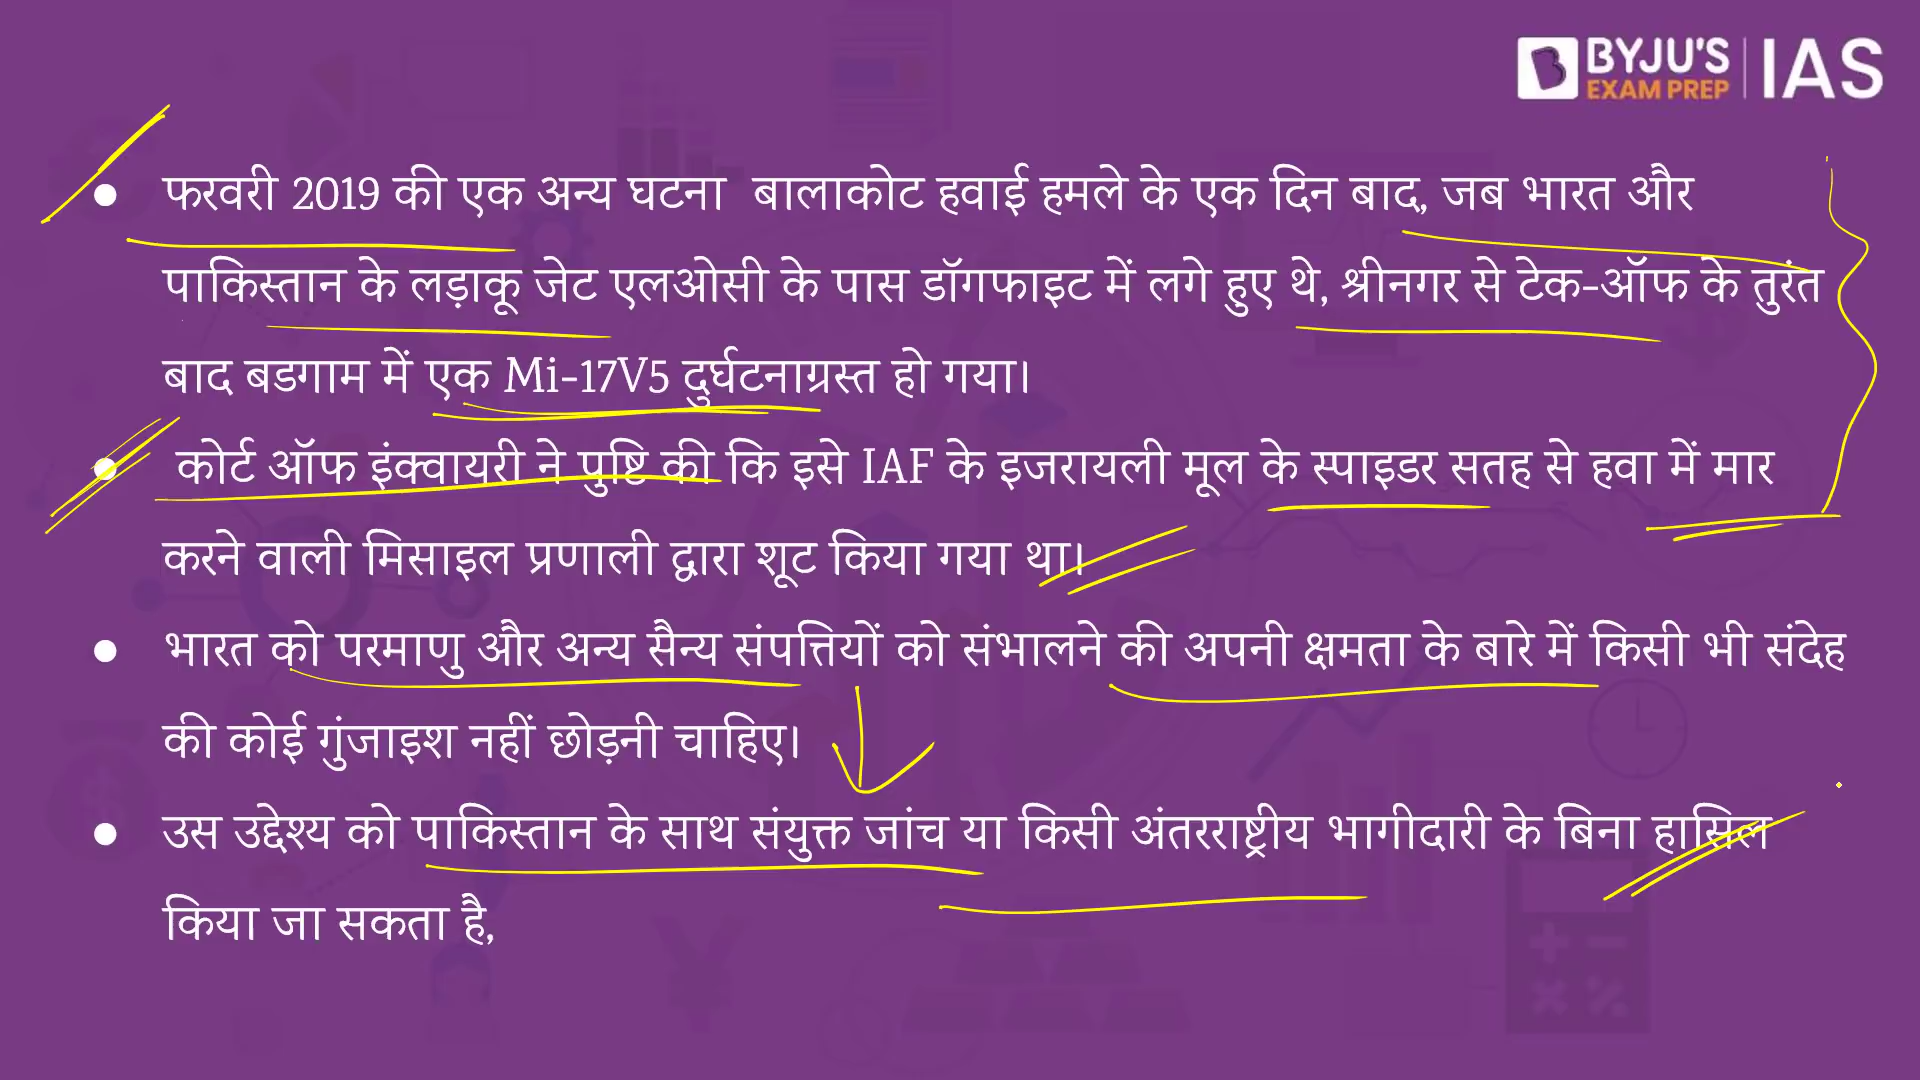 BYJU'S IAS
EXAM PREP
● फरवरी 2019 की एक अन्य घटना बालाकोट हवाई हमले के एक दिन बाद, जब भारत और
पाकिस्तान के लड़ाकू जेट एलओसी के पास डॉगफाइट में लगे हुए थे, श्रीनगर से टेक-ऑफ के तुरंत
बाद बडगाम में एक Mi-17V5 दुर्घटनाग्रस्त हो गया।
● कोर्ट ऑफ इंक्वायरी ने पुष्टि की कि इसे IAF के इजरायली मूल के स्पाइडर सतह से हवा में मार
करने वाली मिसाइल प्रणाली द्वारा शूट किया गया था।
● भारत को परमाणु और अन्य सैन्य संपत्तियों को संभालने की अपनी क्षमता के बारे में किसी भी संदेह
की कोई गुंजाइश नहीं छोड़नी चाहिए।
● उस उद्देश्य को पाकिस्तान के साथ संयुक्त जांच या किसी अंतरराष्ट्रीय भागीदारी के बिना हासिल
किया जा सकता है,